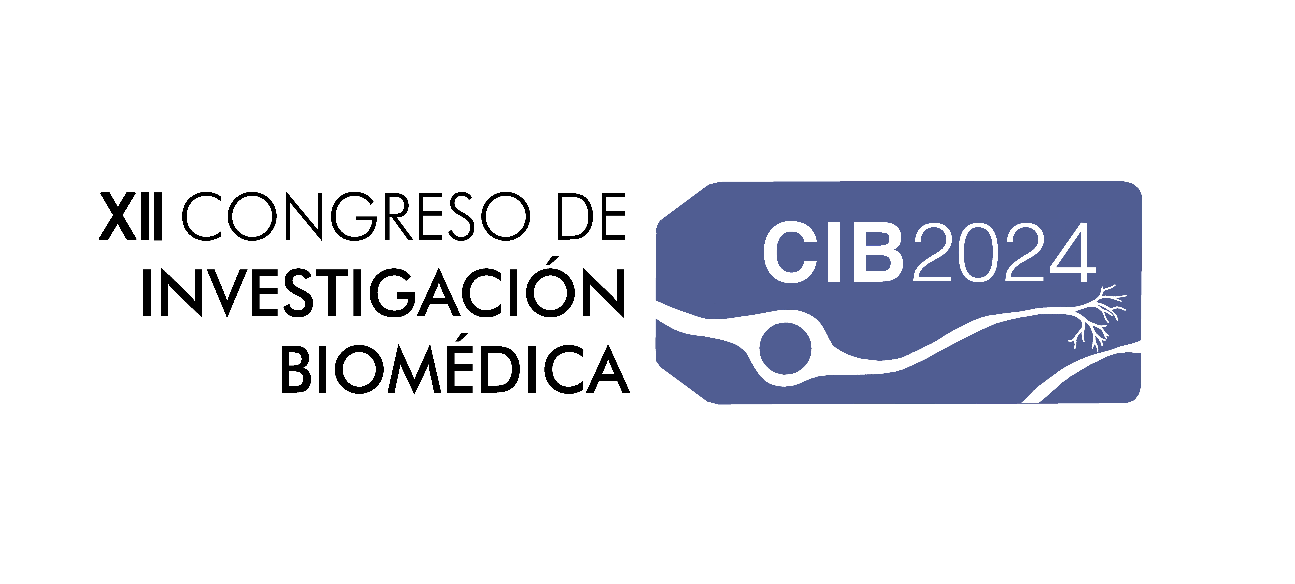 XII CONGRESO DE
INVESTIGACIÓN
BIOMÉDICA
CIB2024